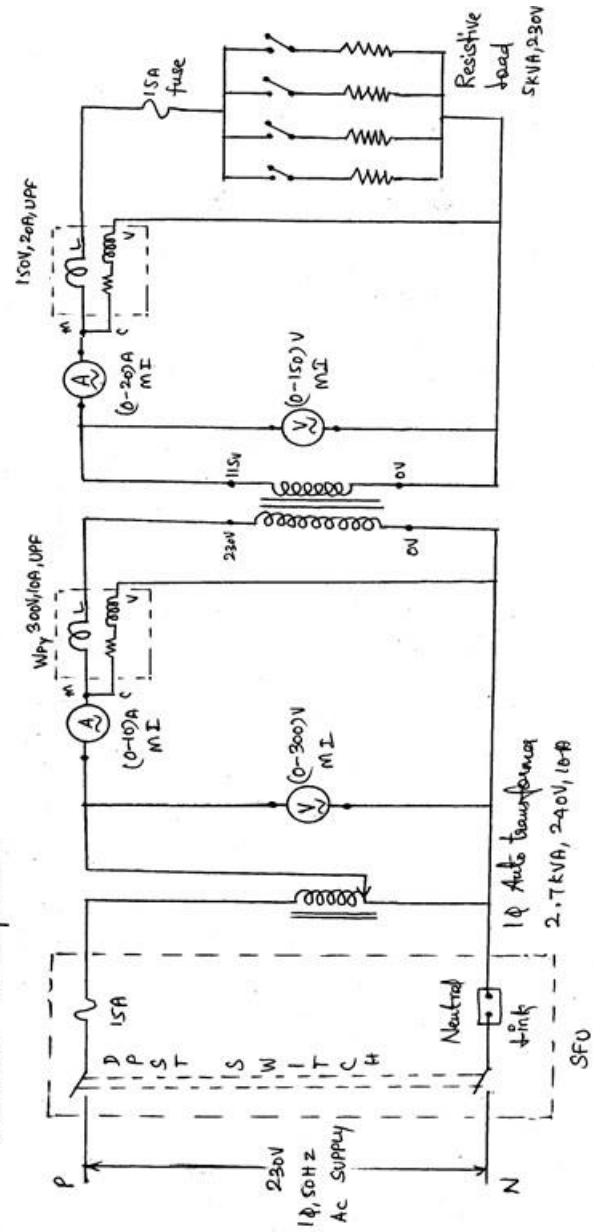 P
230V
1Φ, 50HZ
AC SUPPLY
N
15A
DPST SWITCH
Neutral
Link
SFU
1Φ Auto transformer
2.7KVA, 240V, 10A
A
(0-10)A
MI
V
(0-300)V
MI
Wpy 300V, 10A, UPF
M
L
C
V
230V
0V
115V
0V
A
(0-20)A
MI
V
(0-150)V
MI
150V, 20A, UPF
M
L
C
V
15A
fuse
Resistive
Load
5KVA, 230V